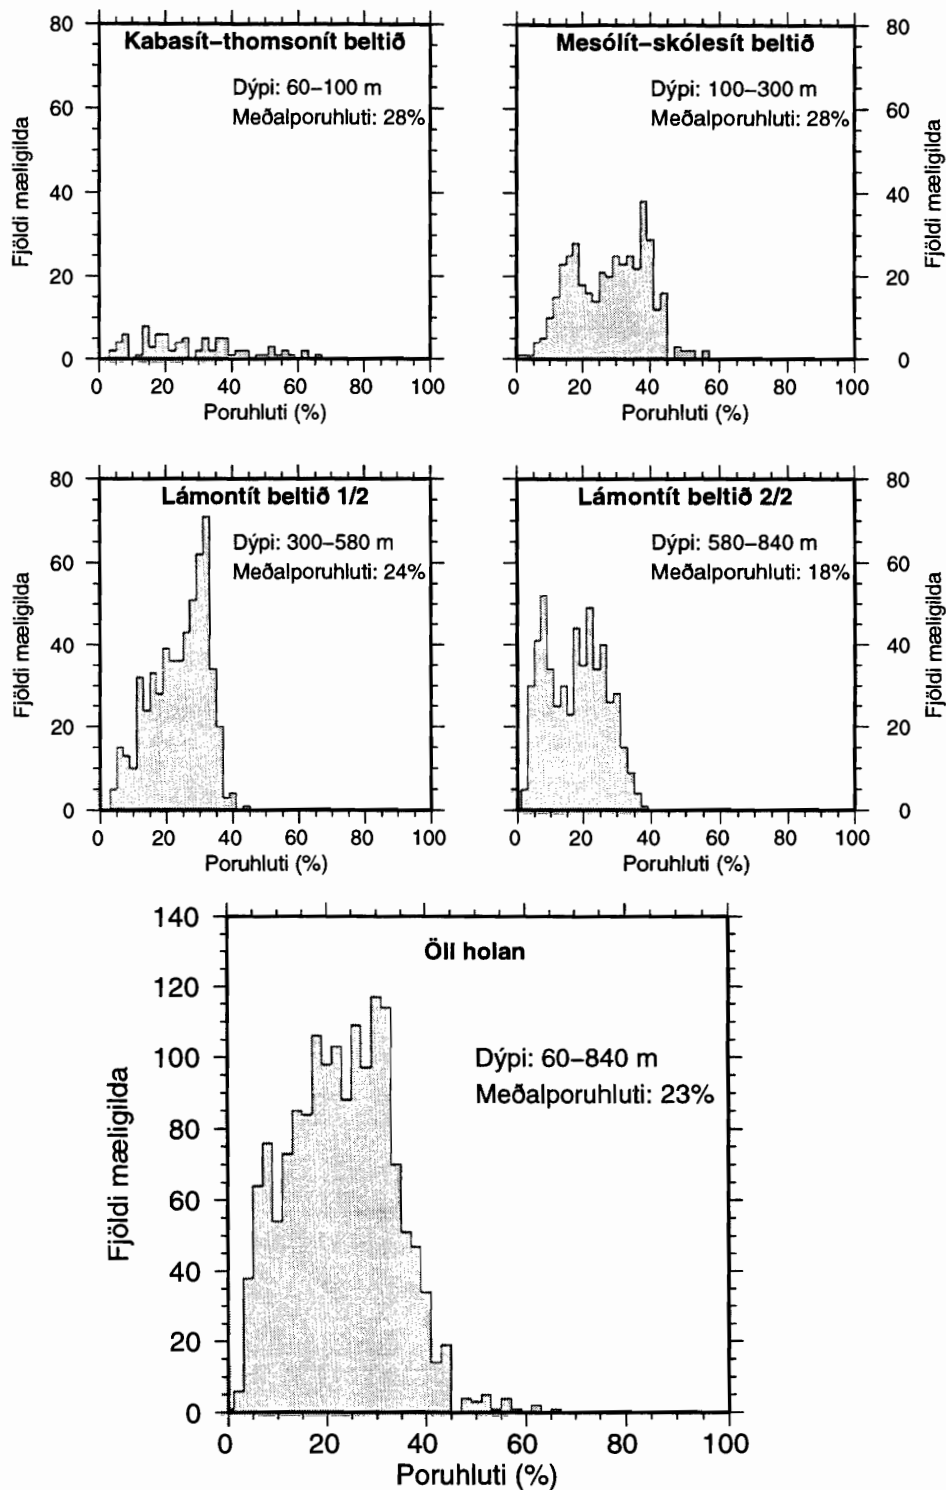 Kabasít–thomsonít beltið
Dýpi: 60–100 m
Meðalporuhluti: 28%
Fjöldi mæligilda
80
60
40
20
0
0 20 40 60 80 100
Poruhluti (%)
Mesólít–skólesít beltið
Dýpi: 100–300 m
Meðalporuhluti: 28%
80
60
40
20
0
Fjöldi mæligilda
0 20 40 60 80 100
Poruhluti (%)
Lámontít beltið 1/2
Dýpi: 300–580 m
Meðalporuhluti: 24%
Fjöldi mæligilda
80
60
40
20
0
0 20 40 60 80 100
Poruhluti (%)
Lámontít beltið 2/2
Dýpi: 580–840 m
Meðalporuhluti: 18%
80
60
40
20
0
Fjöldi mæligilda
0 20 40 60 80 100
Poruhluti (%)
Öll holan
Dýpi: 60–840 m
Meðalporuhluti: 23%
Fjöldi mæligilda
140
120
100
80
60
40
20
0
0 20 40 60 80 100
Poruhluti (%)